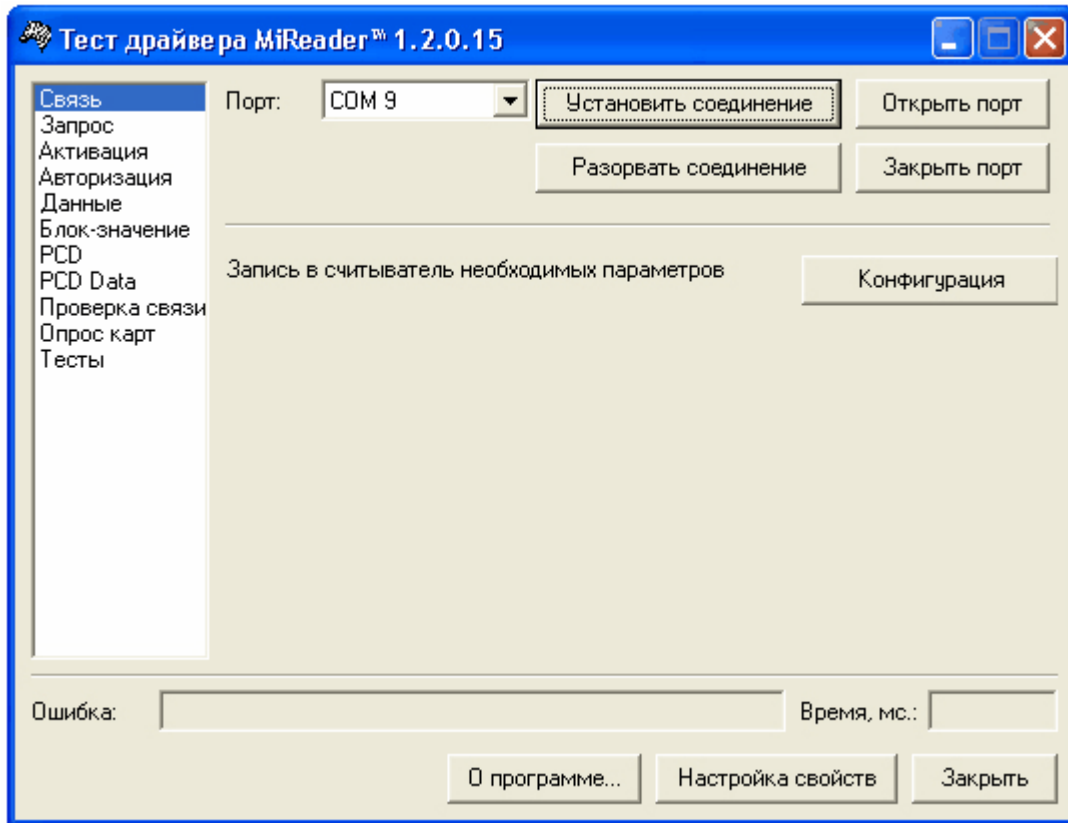 Тест драйвера MiReader™ 1.2.0.15
Связь
Запрос
Активация
Авторизация
Данные
Блок-значение
PCD
PCD Data
Проверка связи
Опрос карт
Тесты
Порт: COM 9 Установить соединение Открыть порт
Разорвать соединение Закрыть порт
Запись в считыватель необходимых параметров Конфигурация
Ошибка: Время, мс.:
О программе... Настройка свойств Закрыть